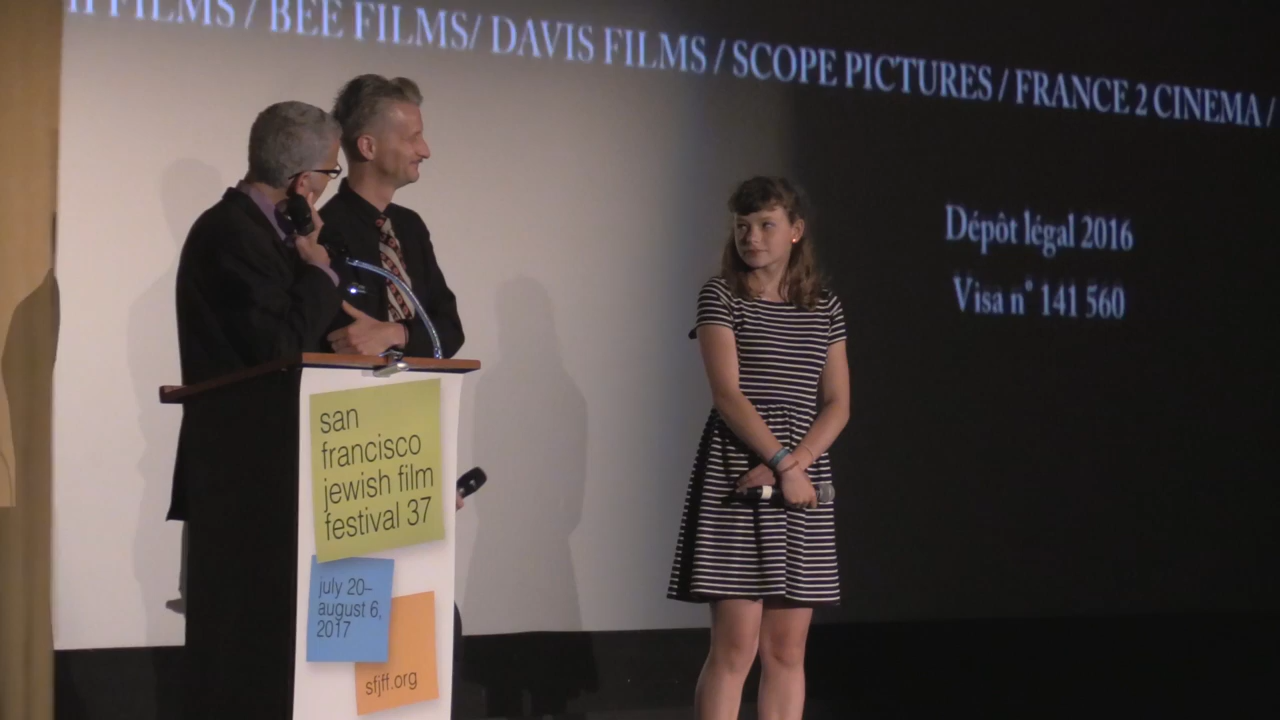 FILMS / BEE FILMS/ DAVIS FILMS / SCOPE PICTURES / FRANCE 2 CINEMA /
Dépôt légal 2016
Visa n° 141 560
san
francisco
jewish film
festival 37
july 20–
august 6,
2017
sfjff.org